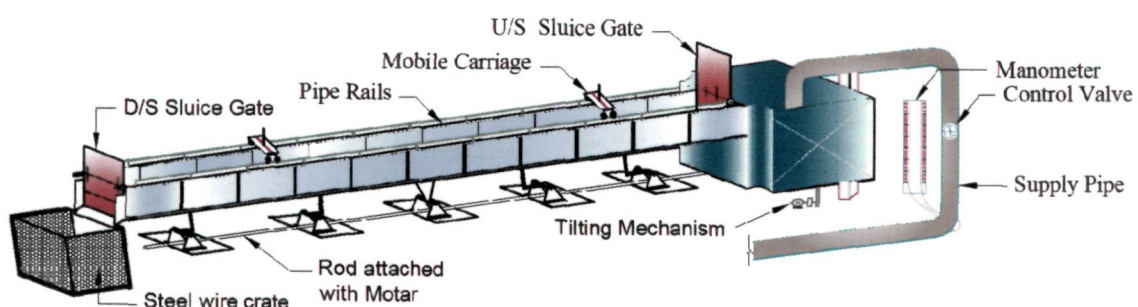 U/S Sluice Gate
Mobile Carriage
Pipe Rails
D/S Sluice Gate
Manometer
Control Valve
Supply Pipe
Tilting Mechanism
Rod attached
with Motar
Steel wire crate